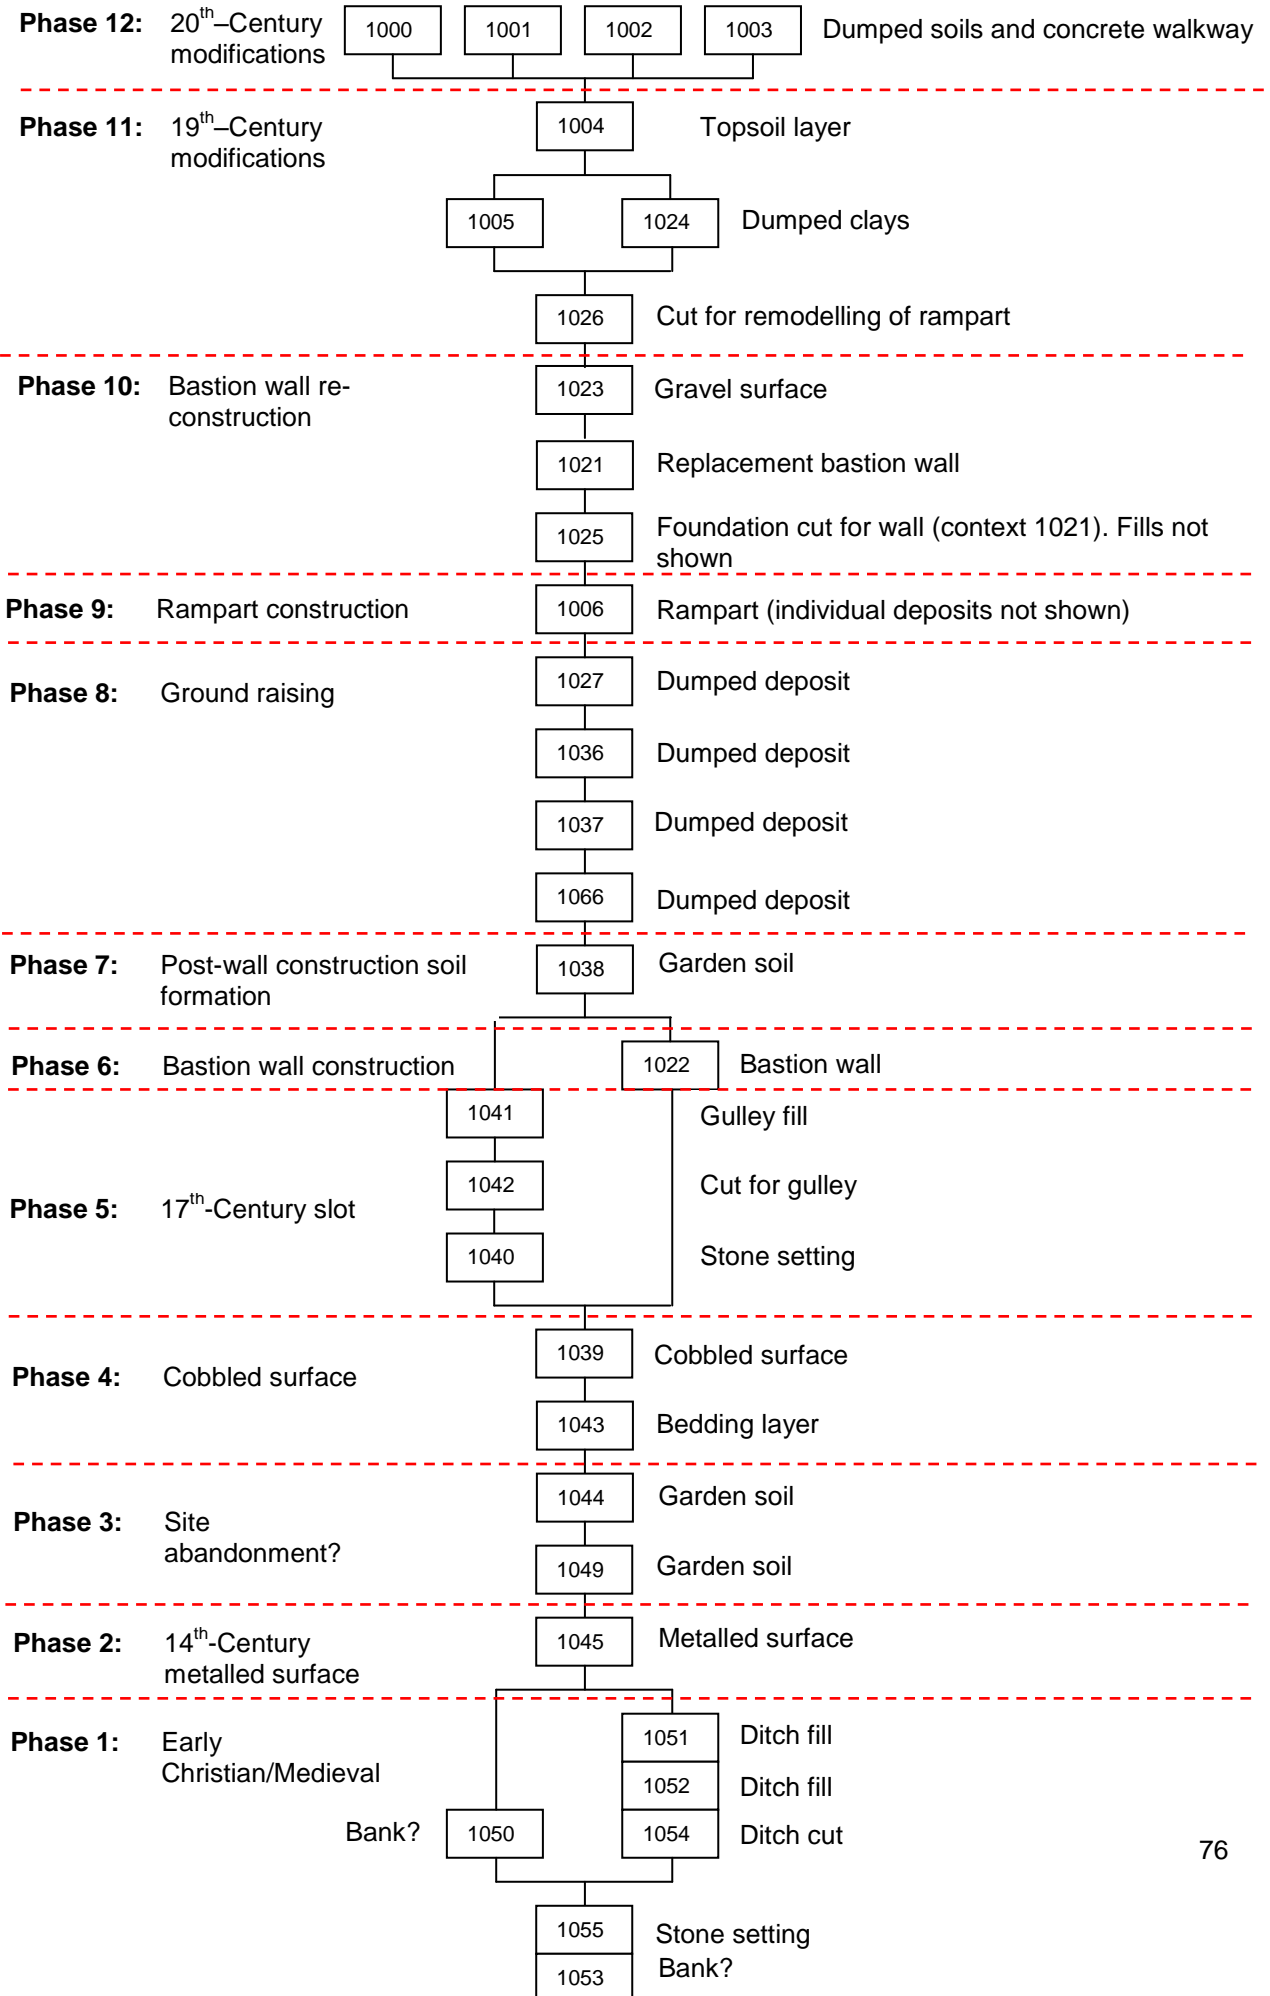 Phase 12: 20th–Century 1000 1001 1002 1003 Dumped soils and concrete walkway
modifications
Phase 11: 19th–Century 1004 Topsoil layer
modifications
1005 1024 Dumped clays
1026 Cut for remodelling of rampart
Phase 10: Bastion wall re- 1023 Gravel surface
construction
1021 Replacement bastion wall
1025 Foundation cut for wall (context 1021). Fills not
shown
Phase 9: Rampart construction 1006 Rampart (individual deposits not shown)
1027 Dumped deposit
Phase 8: Ground raising
1036 Dumped deposit
1037 Dumped deposit
1066 Dumped deposit
Phase 7: Post-wall construction soil 1038 Garden soil
formation
Phase 6: Bastion wall construction 1022 Bastion wall
1041 Gulley fill
1042 Cut for gulley
Phase 5: 17th-Century slot
1040 Stone setting
1039 Cobbled surface
Phase 4: Cobbled surface
1043 Bedding layer
1044 Garden soil
Phase 3: Site
abandonment?
1049 Garden soil
Phase 2: 14th-Century 1045 Metalled surface
metalled surface
Phase 1: Early 1051 Ditch fill
Christian/Medieval
1052 Ditch fill
Bank? 1050 1054 Ditch cut
76
1055 Stone setting
1053 Bank?